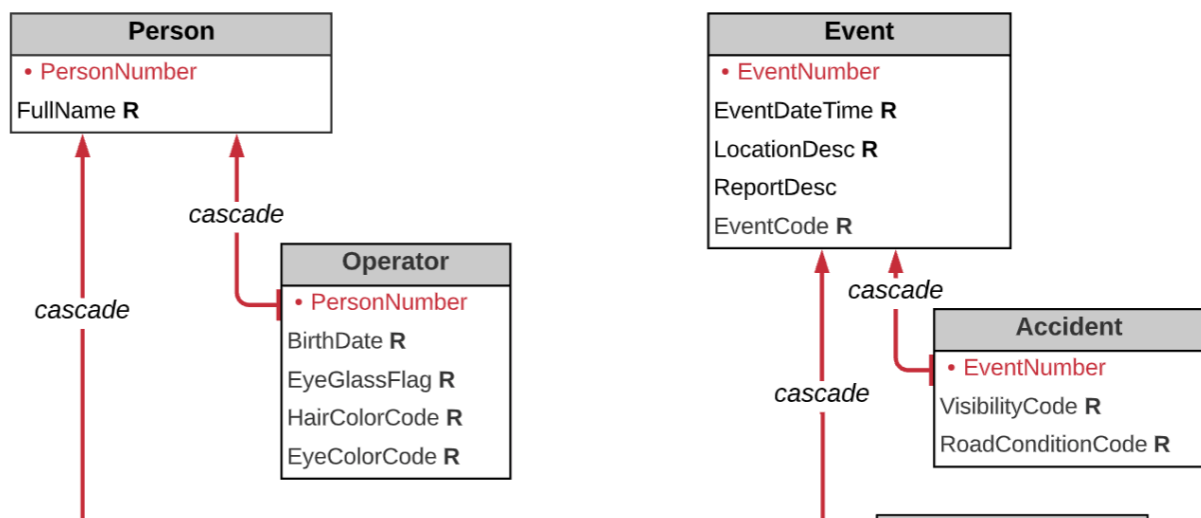 Person
• PersonNumber
FullName R
cascade
cascade
Operator
• PersonNumber
BirthDate R
EyeGlassFlag R
HairColorCode R
EyeColorCode R
Event
• EventNumber
EventDateTime R
LocationDesc R
ReportDesc
EventCode R
cascade
cascade
Accident
• EventNumber
VisibilityCode R
RoadConditionCode R